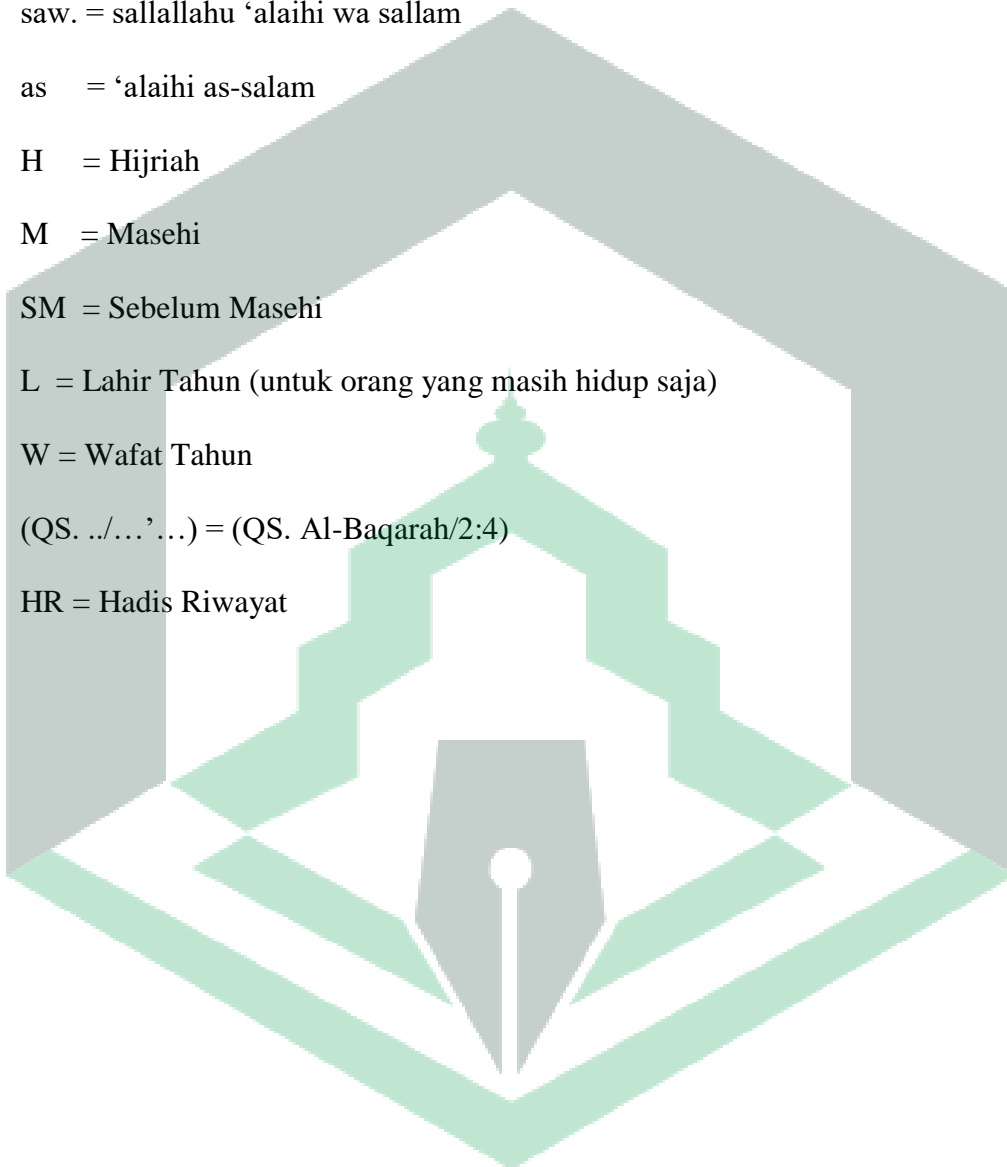 saw. = sallallahu ‘alaihi wa sallam
as = ‘alaihi as-salam
H = Hijriah
M = Masehi
SM = Sebelum Masehi
L = Lahir Tahun (untuk orang yang masih hidup saja)
W = Wafat Tahun
(QS. ../…’…) = (QS. Al-Baqarah/2:4)
HR = Hadis Riwayat